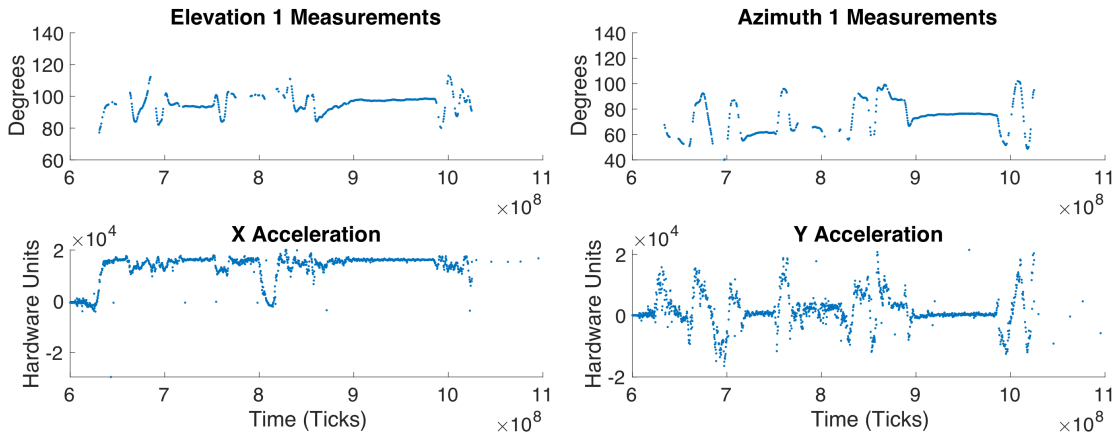 Elevation 1 Measurements
Degrees
140
120
100
80
60
6 7 8 9 10 11
×10^8
Azimuth 1 Measurements
Degrees
140
120
100
80
60
40
6 7 8 9 10 11
×10^8
X Acceleration
×10^4
Hardware Units
2
0
-2
6 7 8 9 10 11
Time (Ticks)
×10^8
Y Acceleration
×10^4
Hardware Units
2
0
-2
6 7 8 9 10 11
Time (Ticks)
×10^8